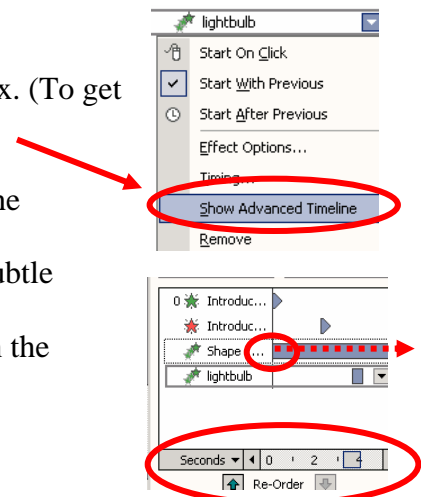 lightbulb
Start On Click
x. (To get
Start With Previous
Start After Previous
Effect Options...
Timing...
ne
Show Advanced Timeline
Remove
ubtle
0 Introduc...
the
Introduc...
Shape ...
lightbulb
Seconds 0 2 4
Re-Order